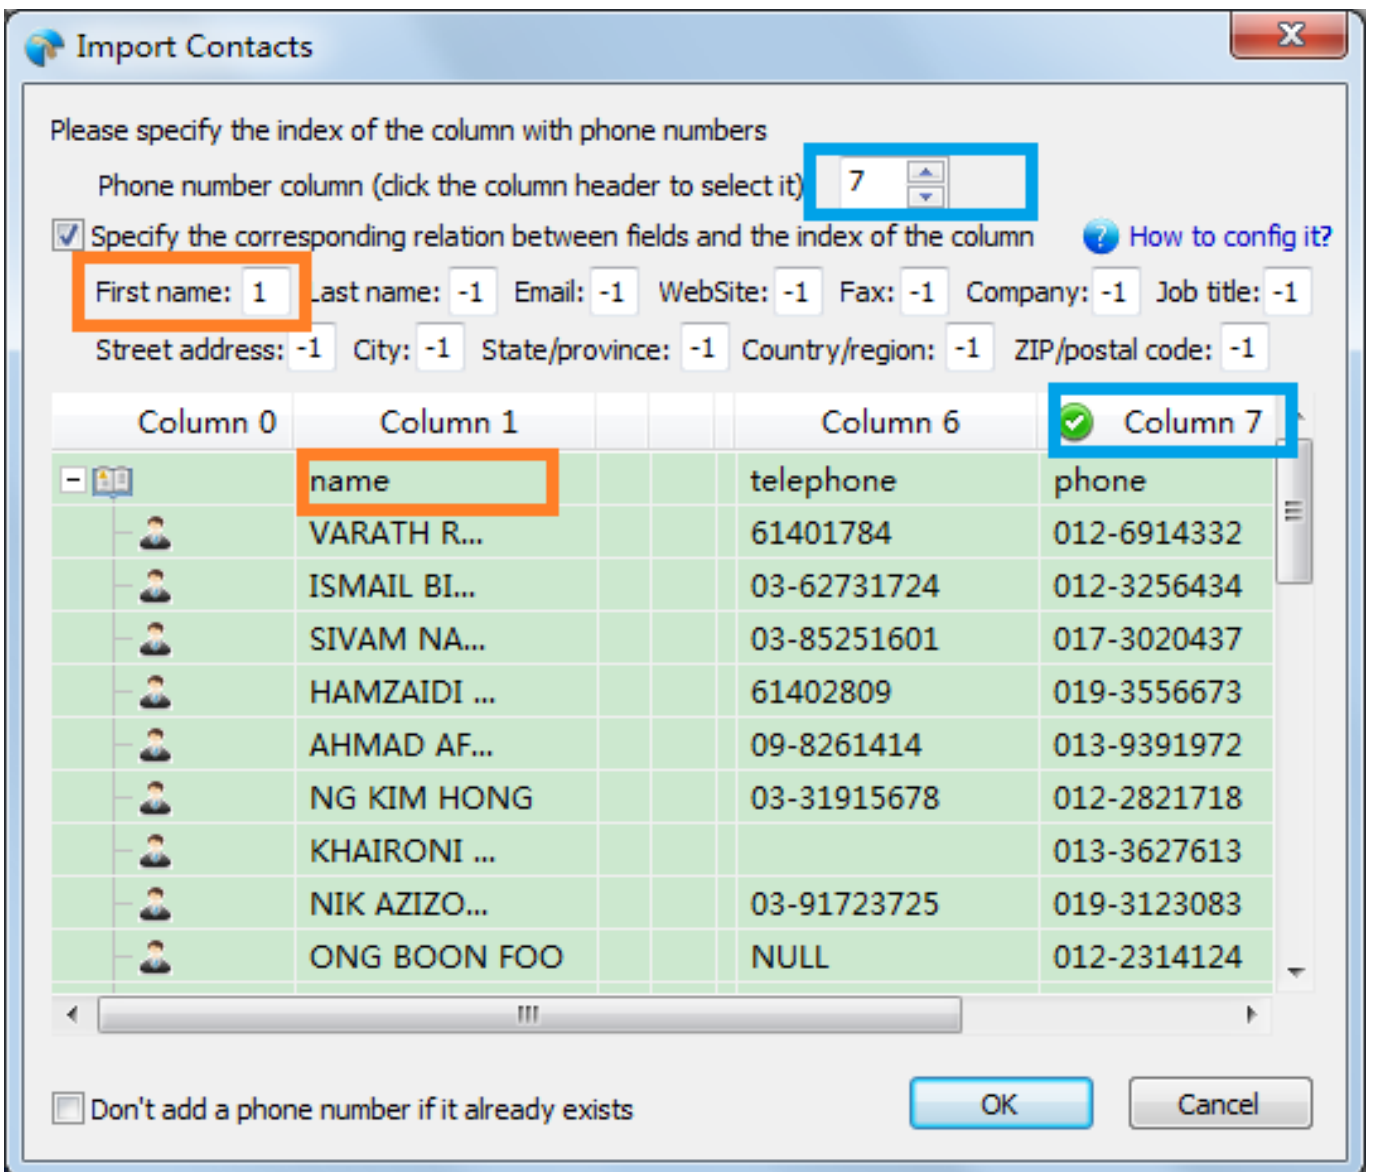 Import Contacts
Please specify the index of the column with phone numbers
Phone number column (click the column header to select it) 7
Specify the corresponding relation between fields and the index of the column ? How to config it?
First name: 1 Last name: -1 Email: -1 WebSite: -1 Fax: -1 Company: -1 Job title: -1
Street address: -1 City: -1 State/province: -1 Country/region: -1 ZIP/postal code: -1
Column 0 Column 1 Column 6 Column 7
name telephone phone
VARATH R... 61401784 012-6914332
ISMAIL BI... 03-62731724 012-3256434
SIVAM NA... 03-85251601 017-3020437
HAMZAIDI ... 61402809 019-3556673
AHMAD AF... 09-8261414 013-9391972
NG KIM HONG 03-31915678 012-2821718
KHAIRONI ... 013-3627613
NIK AZIZO... 03-91723725 019-3123083
ONG BOON FOO NULL 012-2314124
Don't add a phone number if it already exists OK Cancel